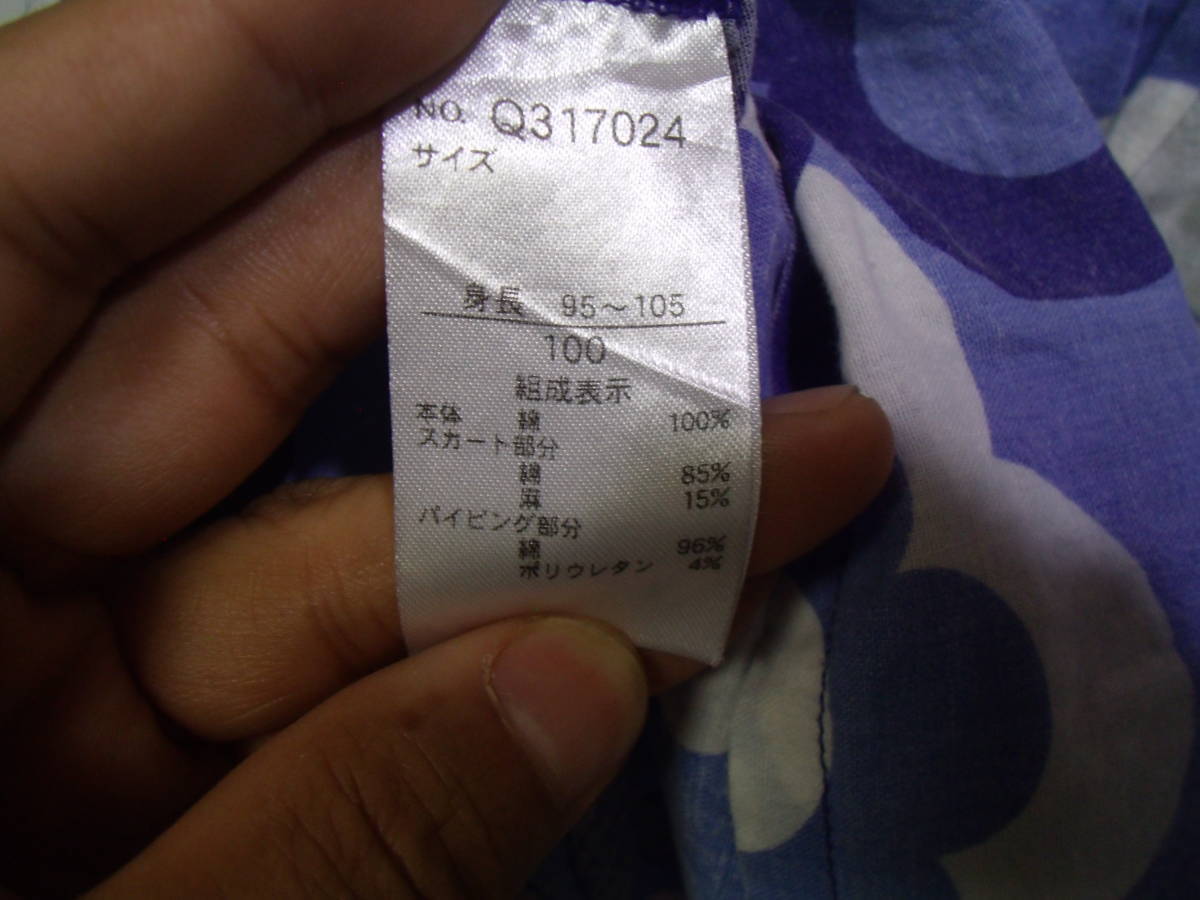 NO. Q317024
サイズ
身長 95～105
100
組成表示
本体 綿 100%
スカート部分
綿 85%
麻 15%
パイピング部分
綿 96%
ポリウレタン 4%